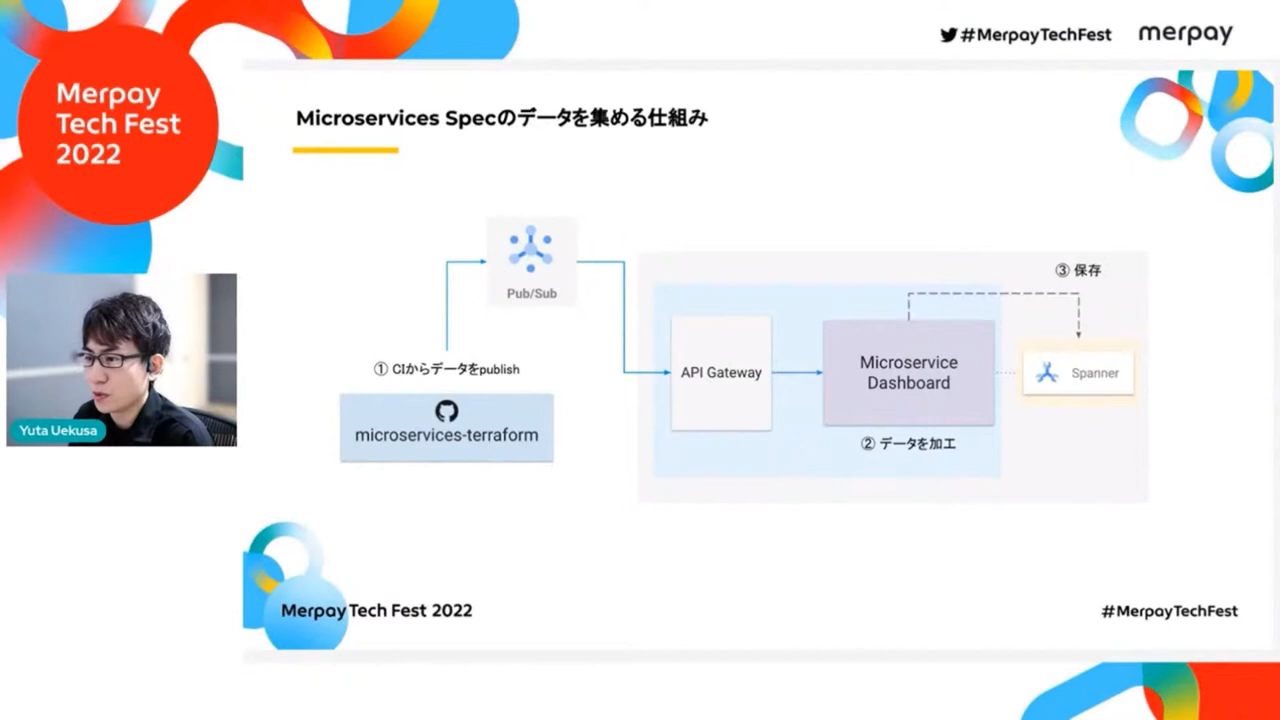 #MerpayTechFest
merpay
Merpay
Tech Fest
2022
Microservices Specのデータを集める仕組み
Pub/Sub
③ 保存
① CIからデータをpublish
API Gateway
Microservice
Dashboard
Spanner
microservices-terraform
② データを加工
Yuta Uekusa
Merpay Tech Fest 2022
#MerpayTechFest